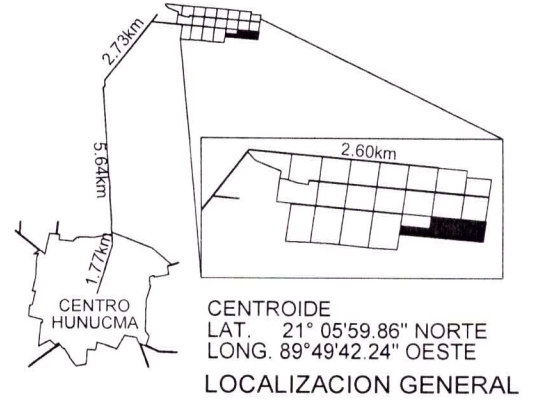 2.73km
2.60km
5.64km
1.77km
CENTRO
HUNUCMA
CENTROIDE
LAT. 21° 05'59.86" NORTE
LONG. 89°49'42.24" OESTE
LOCALIZACION GENERAL